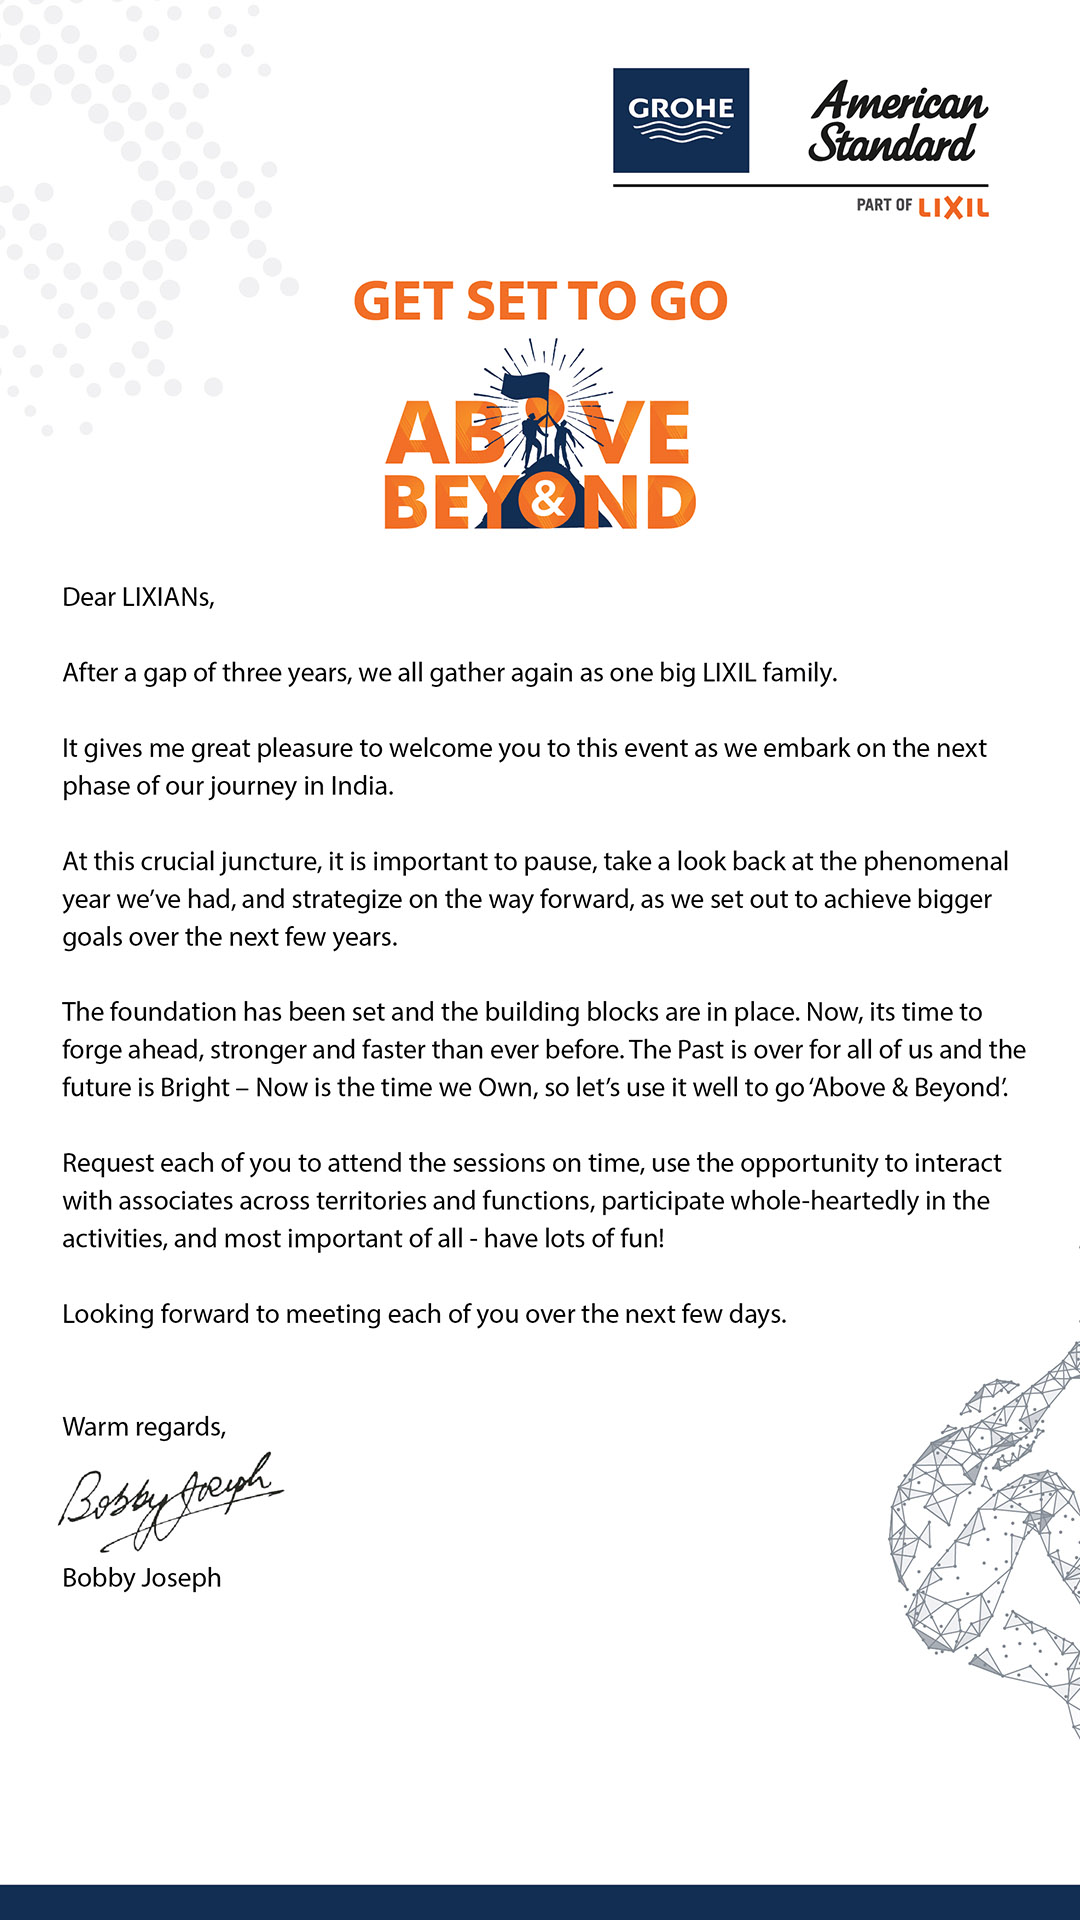 GROHE
American
Standard
PART OF LIXIL
GET SET TO GO
ABOVE
BEY&OND
Dear LIXIANs,
After a gap of three years, we all gather again as one big LIXIL family.
It gives me great pleasure to welcome you to this event as we embark on the next
phase of our journey in India.
At this crucial juncture, it is important to pause, take a look back at the phenomenal
year we’ve had, and strategize on the way forward, as we set out to achieve bigger
goals over the next few years.
The foundation has been set and the building blocks are in place. Now, its time to
forge ahead, stronger and faster than ever before. The Past is over for all of us and the
future is Bright – Now is the time we Own, so let’s use it well to go ‘Above & Beyond’.
Request each of you to attend the sessions on time, use the opportunity to interact
with associates across territories and functions, participate whole-heartedly in the
activities, and most important of all - have lots of fun!
Looking forward to meeting each of you over the next few days.
Warm regards,
Bobby Joseph
Bobby Joseph